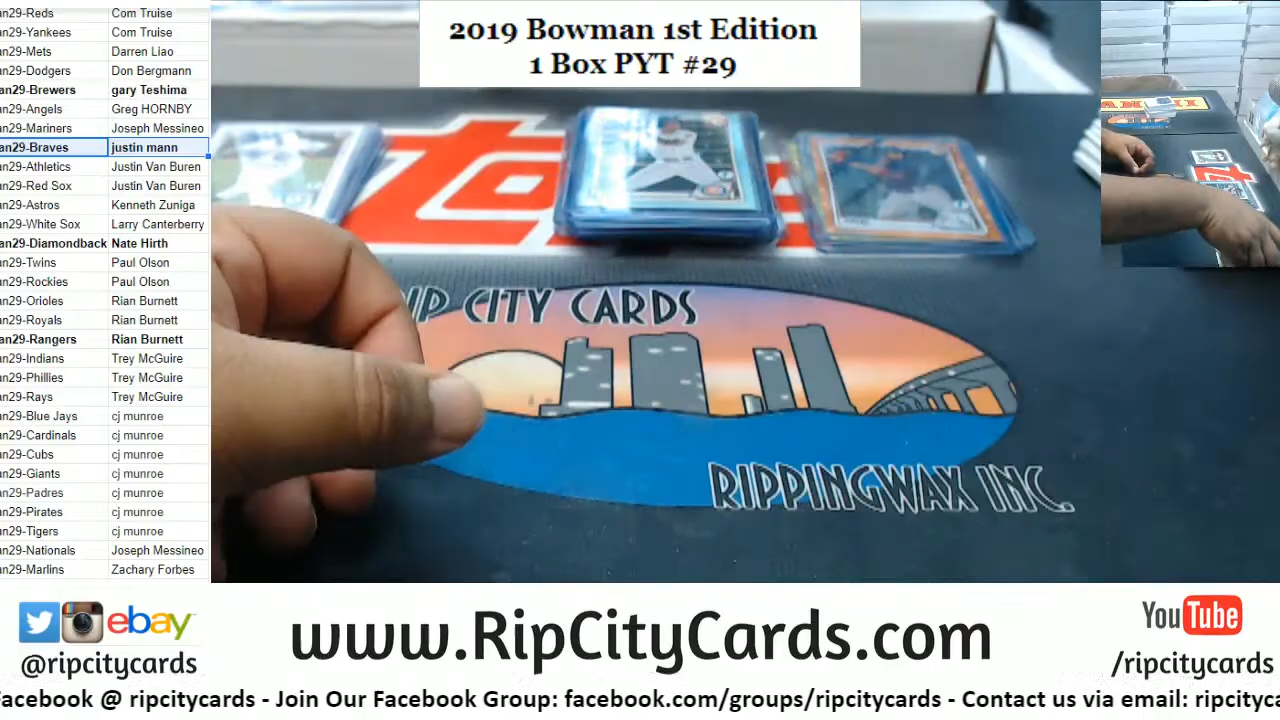 2019 Bowman 1st Edition
1 Box PYT #29
an29-Reds Com Truise
an29-Yankees Com Truise
an29-Mets Darren Liao
an29-Dodgers Don Bergmann
an29-Brewers gary Teshima
an29-Angels Greg HORNBY
an29-Mariners Joseph Messineo
an29-Braves justin mann
an29-Athletics Justin Van Buren
an29-Red Sox Justin Van Buren
an29-Astros Kenneth Zuniga
an29-White Sox Larry Canterberry
an29-Diamondback Nate Hirth
an29-Twins Paul Olson
an29-Rockies Paul Olson
an29-Orioles Rian Burnett
an29-Royals Rian Burnett
an29-Rangers Rian Burnett
an29-Indians Trey McGuire
an29-Phillies Trey McGuire
an29-Rays Trey McGuire
an29-Blue Jays cj munroe
an29-Cardinals cj munroe
an29-Cubs cj munroe
an29-Giants cj munroe
an29-Padres cj munroe
an29-Pirates cj munroe
an29-Tigers cj munroe
an29-Nationals Joseph Messineo
an29-Marlins Zachary Forbes
RIP CITY CARDS
RIPPINGWAX INC.
ebay
@ripcitycards
www.RipCityCards.com
YouTube
/ripcitycards
Facebook @ ripcitycards - Join Our Facebook Group: facebook.com/groups/ripcitycards - Contact us via email: ripcityca